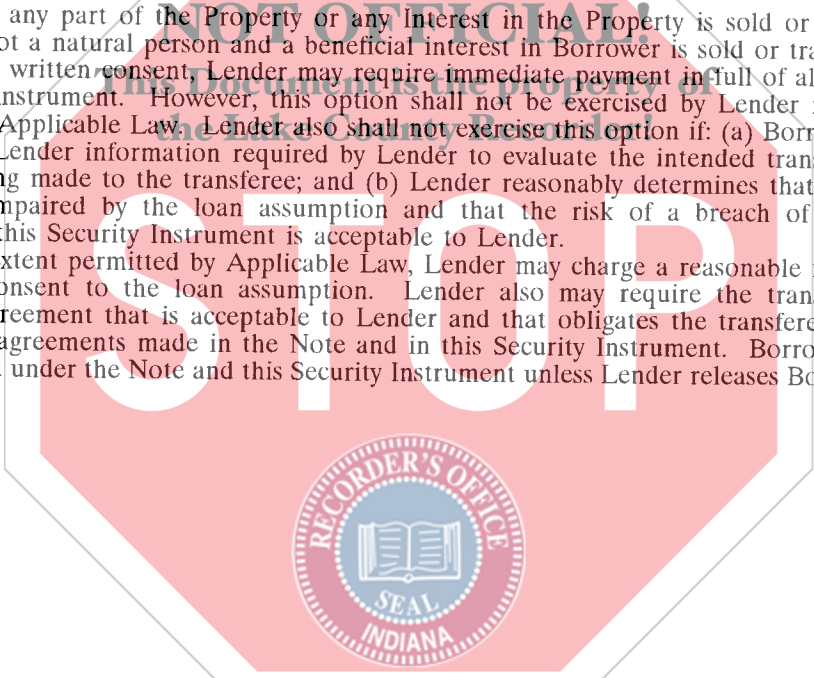 any part of the Property or any Interest in the Property is sold or
ot a natural person and a beneficial interest in Borrower is sold or tra
written consent, Lender may require immediate payment in full of al
nstrument. However, this option shall not be exercised by Lender
Applicable Law. Lender also shall not exercise this option if: (a) Borr
Lender information required by Lender to evaluate the intended tran
ng made to the transferee; and (b) Lender reasonably determines that
mpaired by the loan assumption and that the risk of a breach of
this Security Instrument is acceptable to Lender.
xtent permitted by Applicable Law, Lender may charge a reasonable
onsent to the loan assumption. Lender also may require the tran
reement that is acceptable to Lender and that obligates the transfere
agreements made in the Note and in this Security Instrument. Borro
under the Note and this Security Instrument unless Lender releases Bo
NOT OFFICIAL!
This Document is the property of
the Lake County Recorder!
STOP
RECORDER'S OFFICE
SEAL
INDIANA